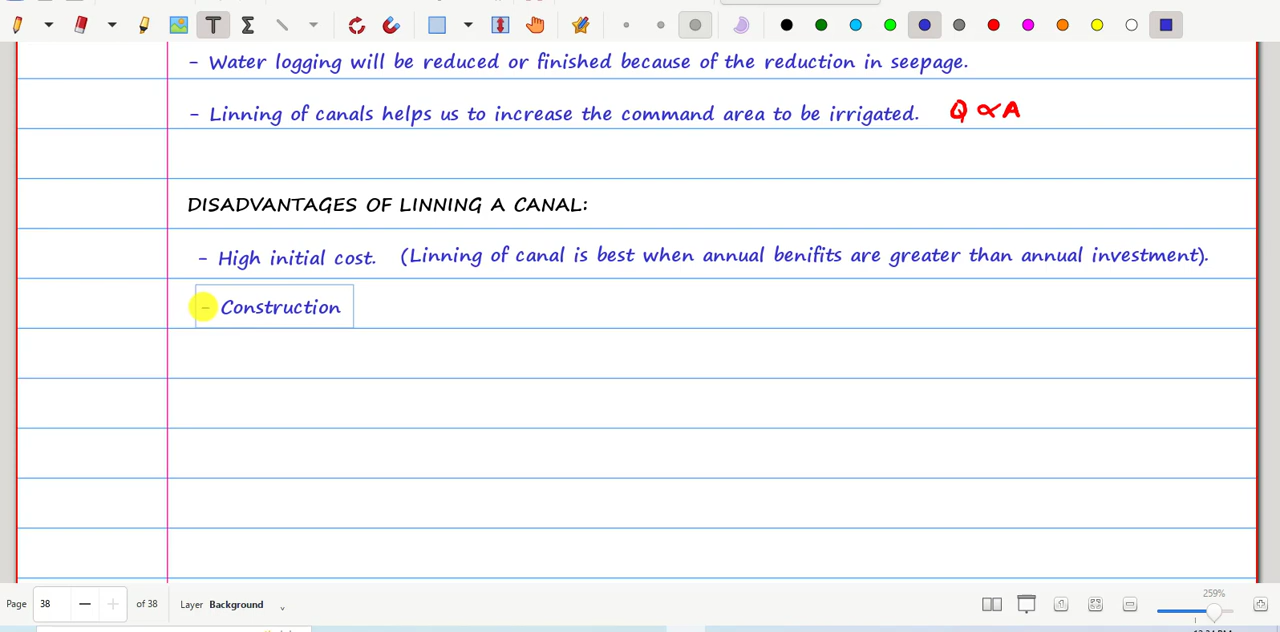 - Water logging will be reduced or finished because of the reduction in seepage.
- Linning of canals helps us to increase the command area to be irrigated. Q ∝ A
DISADVANTAGES OF LINNING A CANAL:
- High initial cost. (Linning of canal is best when annual benifits are greater than annual investment).
- Construction
Page 38 of 38 Layer Background 259%